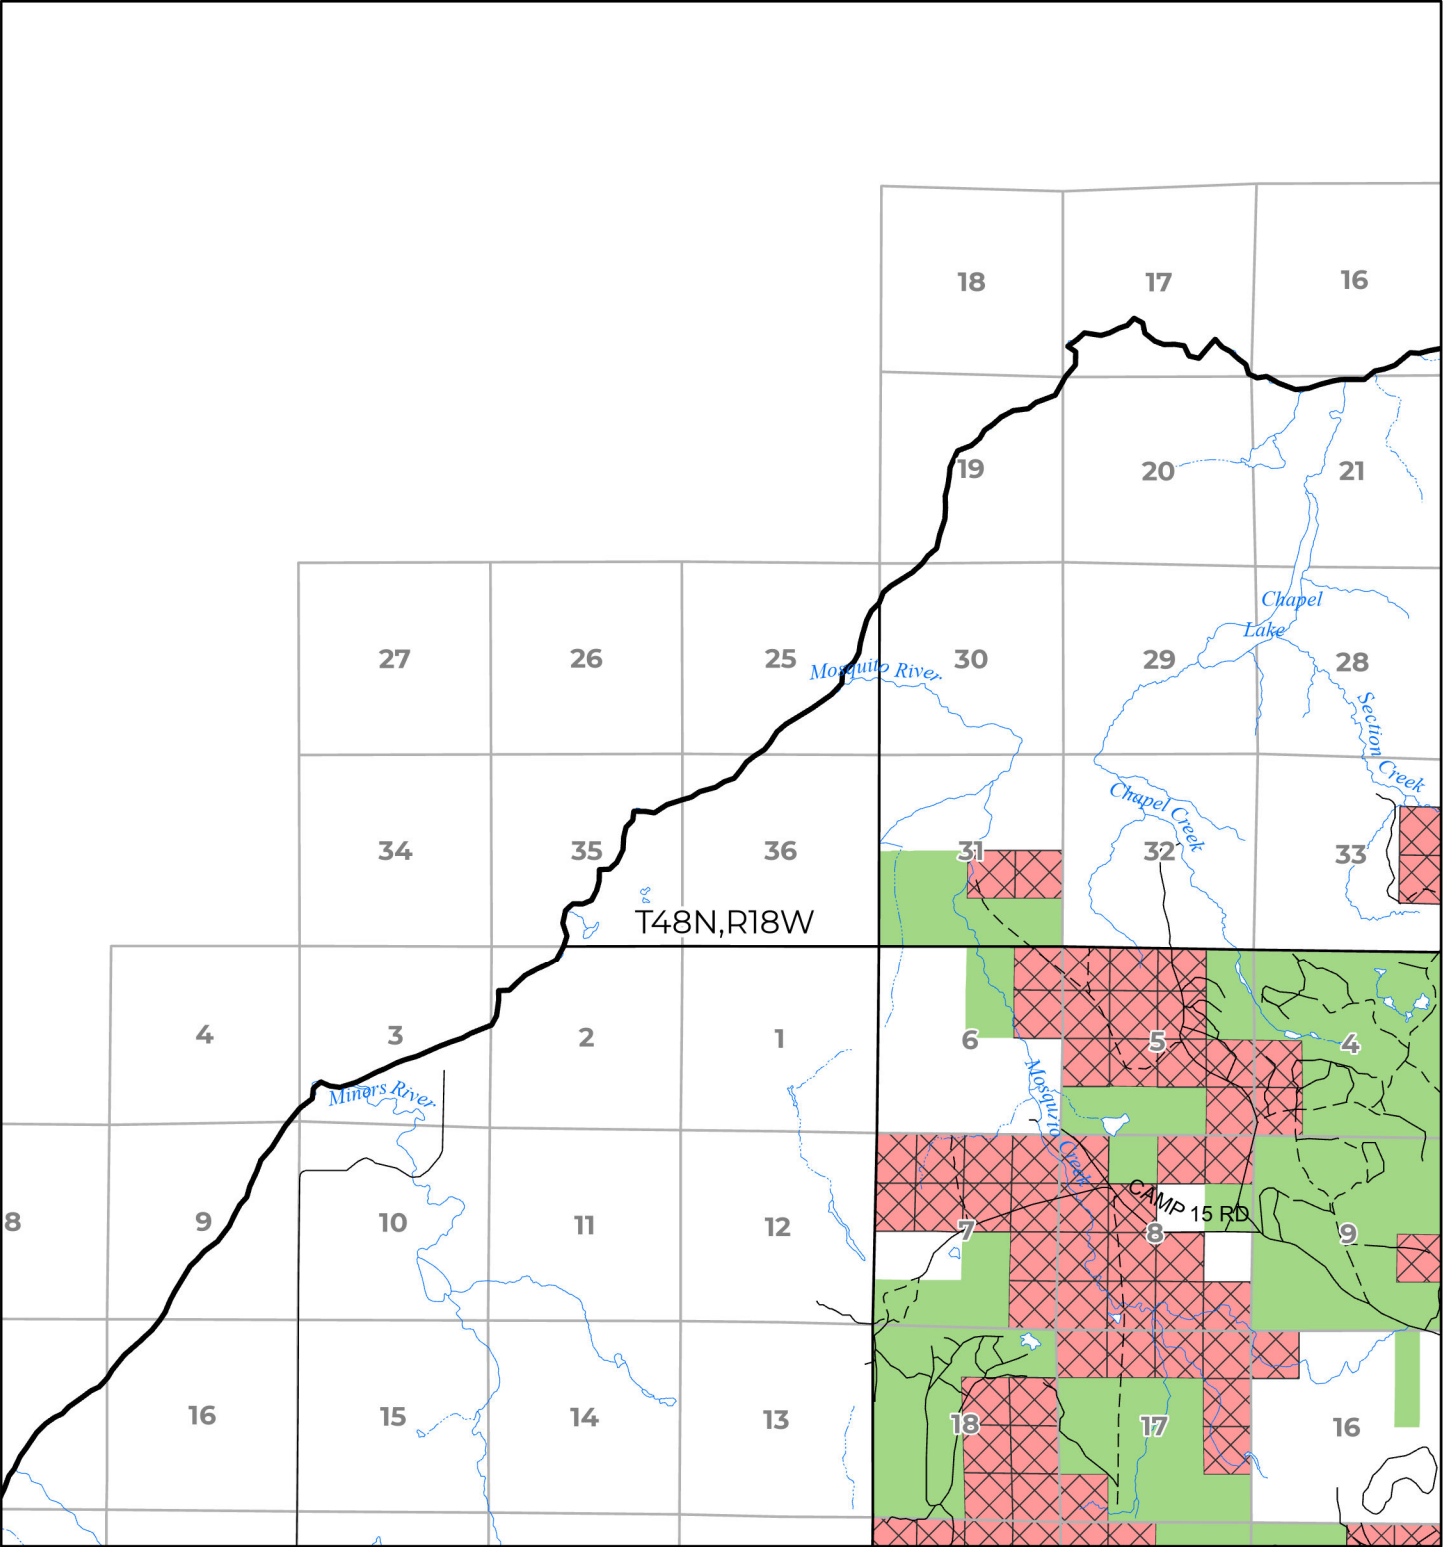 18 17 16
19 20 21
Chapel
Lake
27 26 25 30 29 28
Mosquito River
Section Creek
Chapel Creek
34 35 36 31 32 33
T48N,R18W
4 3 2 1 6 5 4
Miners River
Mosquito Creek
CAMP 15 RD
8 9 10 11 12 7 8 9
16 15 14 13 18 17 16